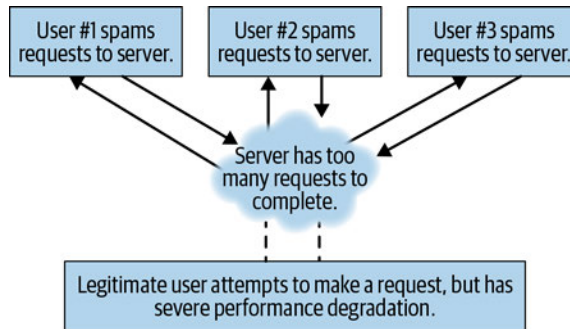 User #1 spams
requests to server.
User #2 spams
requests to server.
User #3 spams
requests to server.
Server has too
many requests to
complete.
Legitimate user attempts to make a request, but has
severe performance degradation.